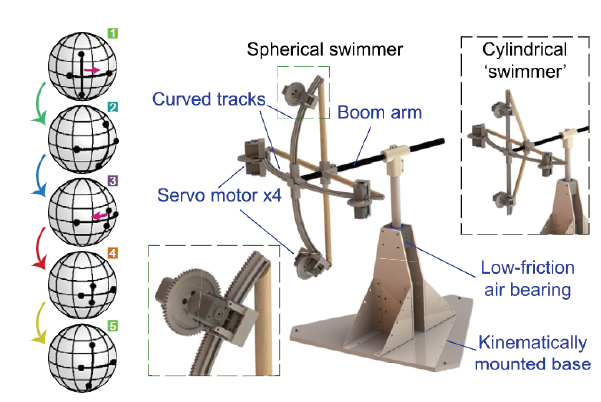 1
2
3
4
5
Spherical swimmer
Curved tracks
Boom arm
Servo motor x4
Cylindrical
‘swimmer’
Low-friction
air bearing
Kinematically
mounted base